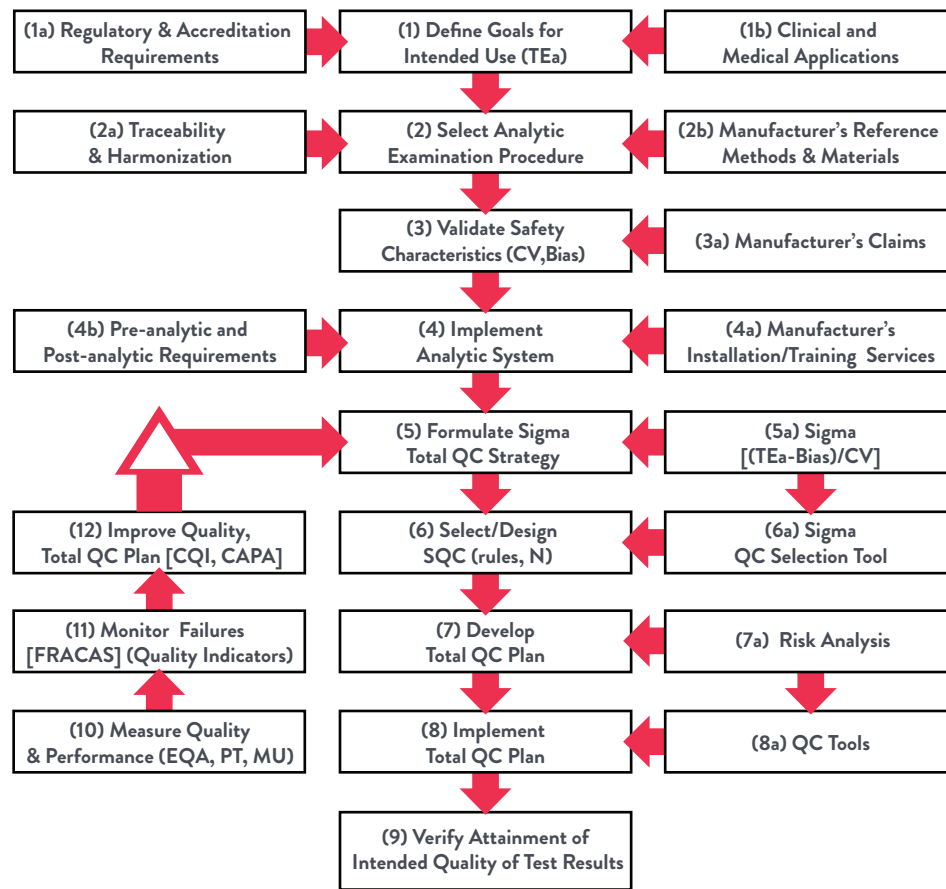 (1a) Regulatory & Accreditation
Requirements
(1) Define Goals for
Intended Use (TEa)
(1b) Clinical and
Medical Applications
(2a) Traceability
& Harmonization
(2) Select Analytic
Examination Procedure
(2b) Manufacturer's Reference
Methods & Materials
(3) Validate Safety
Characteristics (CV,Bias)
(3a) Manufacturer's Claims
(4b) Pre-analytic and
Post-analytic Requirements
(4) Implement
Analytic System
(4a) Manufacturer's
Installation/Training Services
(5) Formulate Sigma
Total QC Strategy
(5a) Sigma
[(TEa-Bias)/CV]
(12) Improve Quality,
Total QC Plan [CQI, CAPA]
(6) Select/Design
SQC (rules, N)
(6a) Sigma
QC Selection Tool
(11) Monitor Failures
[FRACAS] (Quality Indicators)
(7) Develop
Total QC Plan
(7a) Risk Analysis
(10) Measure Quality
& Performance (EQA, PT, MU)
(8) Implement
Total QC Plan
(8a) QC Tools
(9) Verify Attainment of
Intended Quality of Test Results